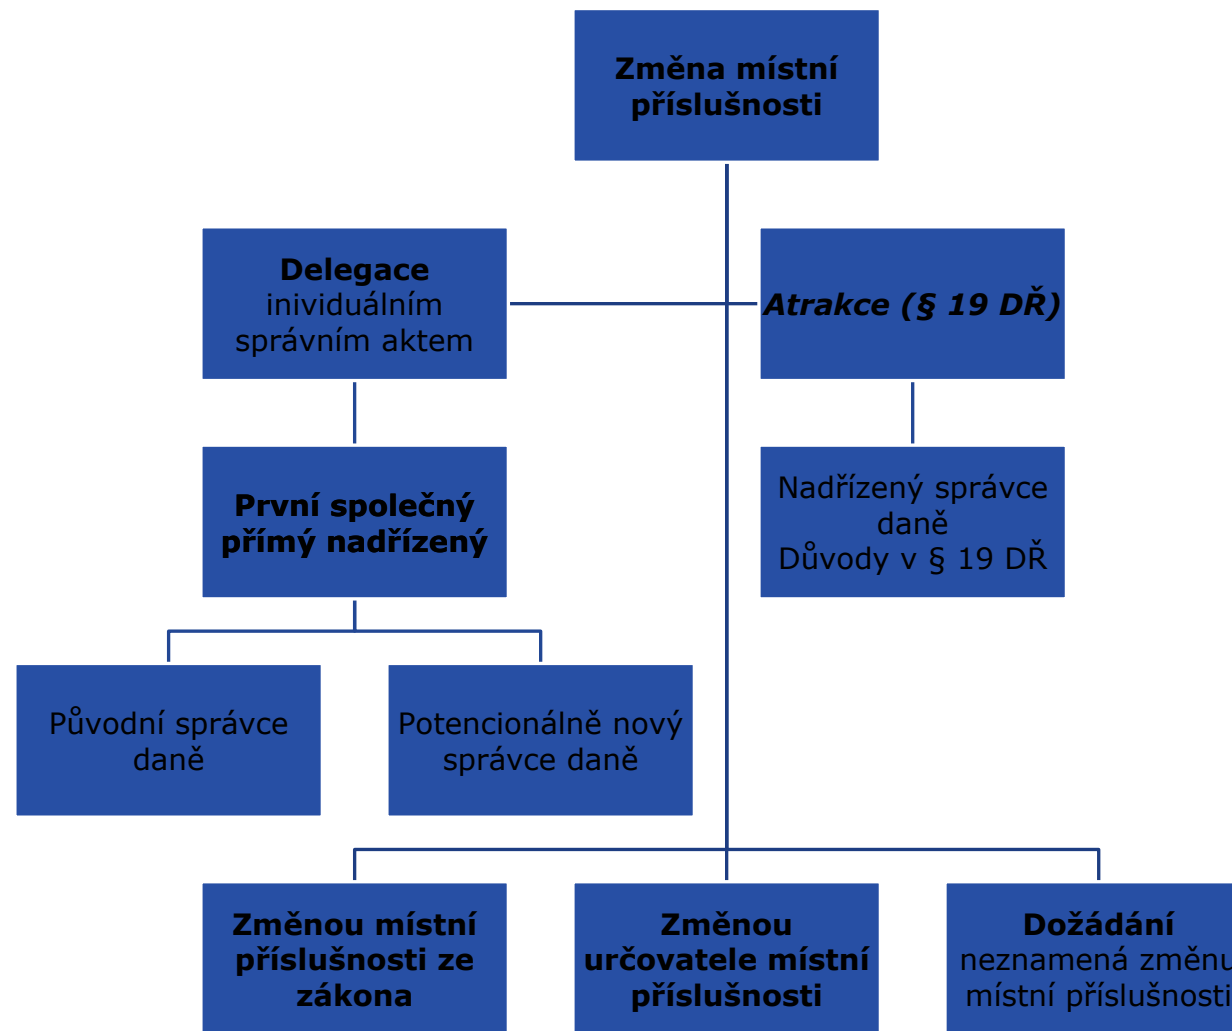 Změna místní
příslušnosti
Delegace
inividuálním
správním aktem
Atrakce (§ 19 DŘ)
První společný
přímý nadřízený
Nadřízený správce
daně
Důvody v § 19 DŘ
Původní správce
daně
Potencionálně nový
správce daně
Změnou místní
příslušnosti ze
zákona
Změnou
určovatele místní
příslušnosti
Dožádání
neznamená změnu
místní příslušnosti